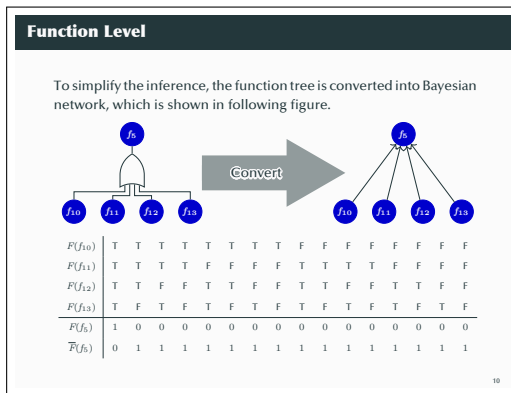 Function Level
To simplify the inference, the function tree is converted into Bayesian
network, which is shown in following figure.
f5
f5
Convert
f10 f11 f12 f13
f10 f11 f12 f13
F(f10) T T T T T T T F F F F F F F F
F(f11) T T T T F F F F T T T T F F F F
F(f12) T T F F T T F F T T F F T T F F
F(f13) T F T F T F T F T F T F T F T F
F(f5) 1 0 0 0 0 0 0 0 0 0 0 0 0 0 0 0
F̅(f5) 0 1 1 1 1 1 1 1 1 1 1 1 1 1 1 1
10